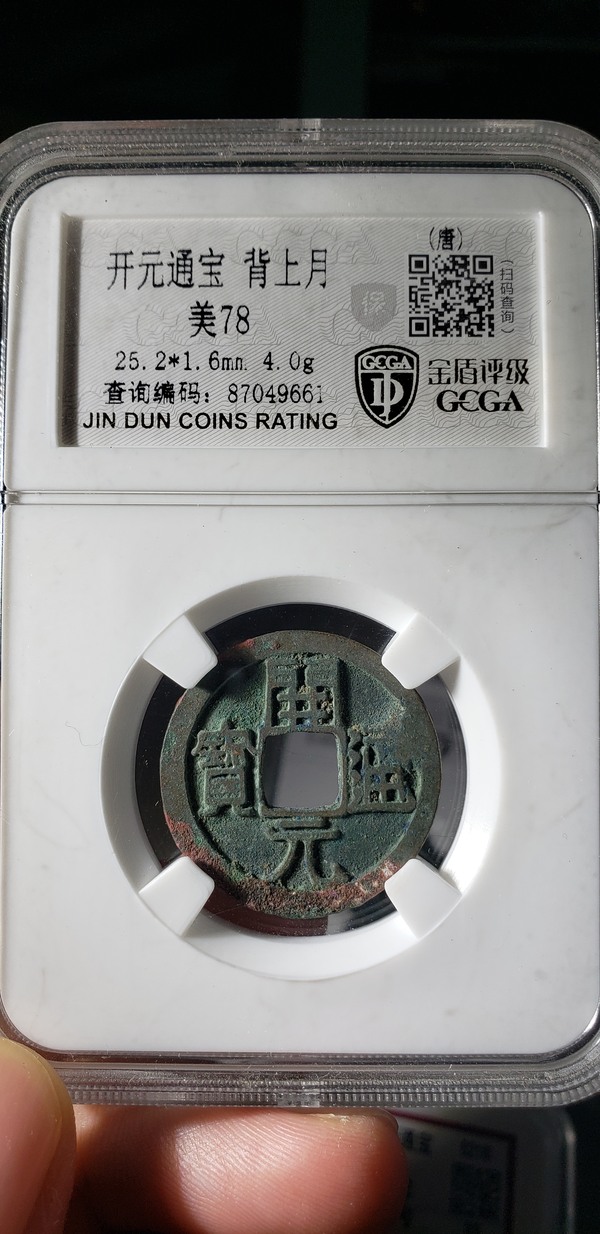 (唐)
开元通宝 背上月
美78
25.2*1.6mm 4.0g
查询编码：87049661
JIN DUN COINS RATING
保
(扫码查询)
GCGA
金盾评级
GCGA
開
寳 通
元